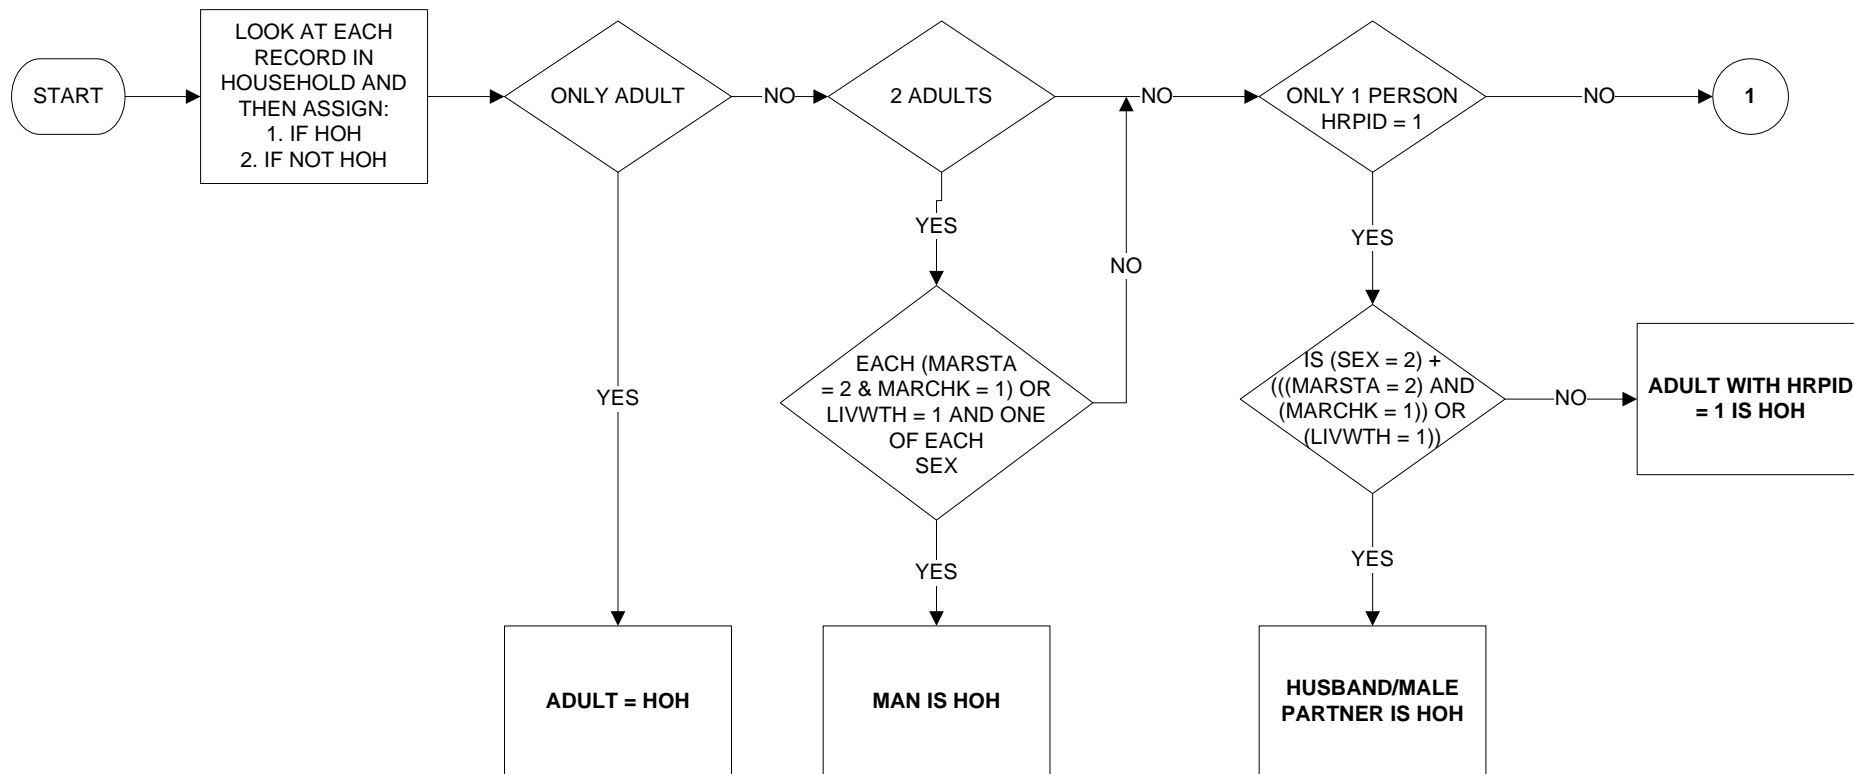 START
LOOK AT EACH
RECORD IN
HOUSEHOLD AND
THEN ASSIGN:
1. IF HOH
2. IF NOT HOH
ONLY ADULT
NO
2 ADULTS
NO
ONLY 1 PERSON
HRPID = 1
NO
1
YES
YES
NO
YES
EACH (MARSTA
= 2 & MARCHK = 1) OR
LIVWTH = 1 AND ONE
OF EACH
SEX
IS (SEX = 2) +
(((MARSTA = 2) AND
(MARCHK = 1)) OR
(LIVWTH = 1))
NO
ADULT WITH HRPID
= 1 IS HOH
YES
YES
ADULT = HOH
MAN IS HOH
HUSBAND/MALE
PARTNER IS HOH